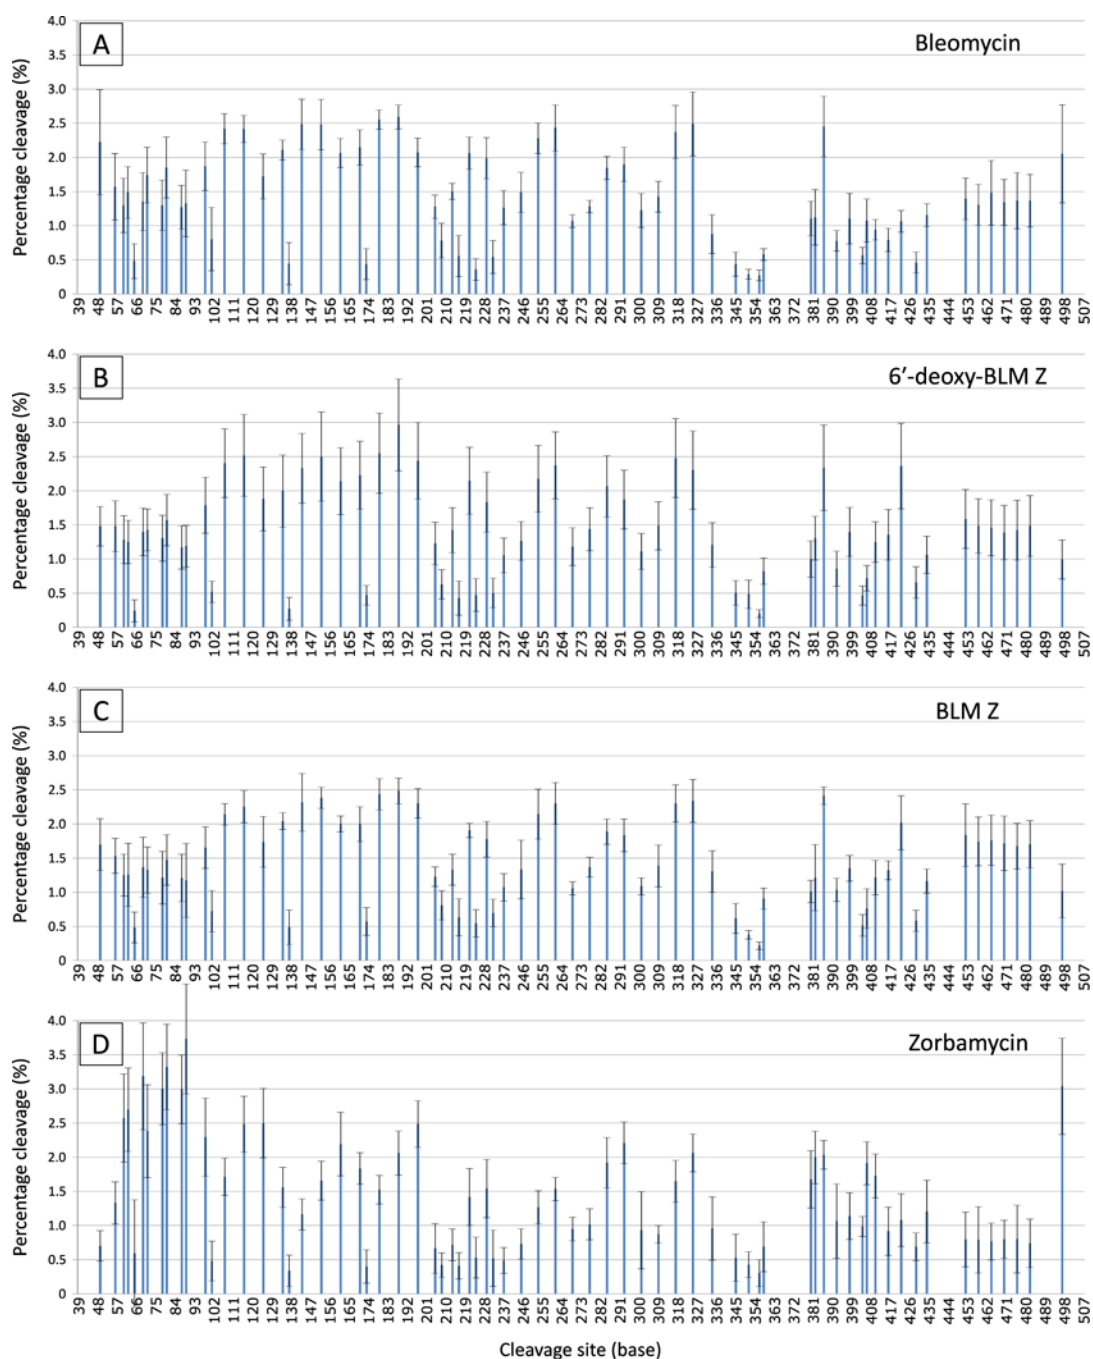 A
Bleomycin
Percentage cleavage (%)
4.0
3.5
3.0
2.5
2.0
1.5
1.0
0.5
0
39 48 57 66 75 84 93 102 111 120 129 138 147 156 165 174 183 192 201 210 219 228 237 246 255 264 273 282 291 300 309 318 327 336 345 354 363 372 381 390 399 408 417 426 435 444 453 462 471 480 489 498 507
B
6′-deoxy-BLM Z
Percentage cleavage (%)
4.0
3.5
3.0
2.5
2.0
1.5
1.0
0.5
0
39 48 57 66 75 84 93 102 111 120 129 138 147 156 165 174 183 192 201 210 219 228 237 246 255 264 273 282 291 300 309 318 327 336 345 354 363 372 381 390 399 408 417 426 435 444 453 462 471 480 489 498 507
C
BLM Z
Percentage cleavage (%)
4.0
3.5
3.0
2.5
2.0
1.5
1.0
0.5
0
39 48 57 66 75 84 93 102 111 120 129 138 147 156 165 174 183 192 201 210 219 228 237 246 255 264 273 282 291 300 309 318 327 336 345 354 363 372 381 390 399 408 417 426 435 444 453 462 471 480 489 498 507
D
Zorbamycin
Percentage cleavage (%)
4.0
3.5
3.0
2.5
2.0
1.5
1.0
0.5
0
39 48 57 66 75 84 93 102 111 120 129 138 147 156 165 174 183 192 201 210 219 228 237 246 255 264 273 282 291 300 309 318 327 336 345 354 363 372 381 390 399 408 417 426 435 444 453 462 471 480 489 498 507
Cleavage site (base)